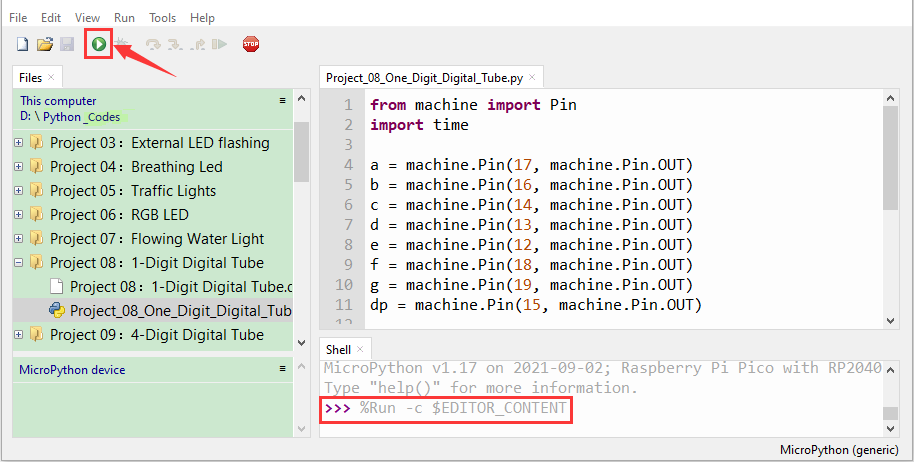 File Edit View Run Tools Help
STOP
Files ×
This computer
D: \ Python _Codes
Project 03：External LED flashing
Project 04：Breathing Led
Project 05：Traffic Lights
Project 06：RGB LED
Project 07：Flowing Water Light
Project 08：1-Digit Digital Tube
Project 08：1-Digit Digital Tube.c
Project_08_One_Digit_Digital_Tub
Project 09：4-Digit Digital Tube
MicroPython device
Project_08_One_Digit_Digital_Tube.py ×
1 from machine import Pin
2 import time
3
4 a = machine.Pin(17, machine.Pin.OUT)
5 b = machine.Pin(16, machine.Pin.OUT)
6 c = machine.Pin(14, machine.Pin.OUT)
7 d = machine.Pin(13, machine.Pin.OUT)
8 e = machine.Pin(12, machine.Pin.OUT)
9 f = machine.Pin(18, machine.Pin.OUT)
10 g = machine.Pin(19, machine.Pin.OUT)
11 dp = machine.Pin(15, machine.Pin.OUT)
12
Shell ×
MicroPython v1.17 on 2021-09-02; Raspberry Pi Pico with RP2040
Type "help()" for more information.
>>> %Run -c $EDITOR_CONTENT
MicroPython (generic)